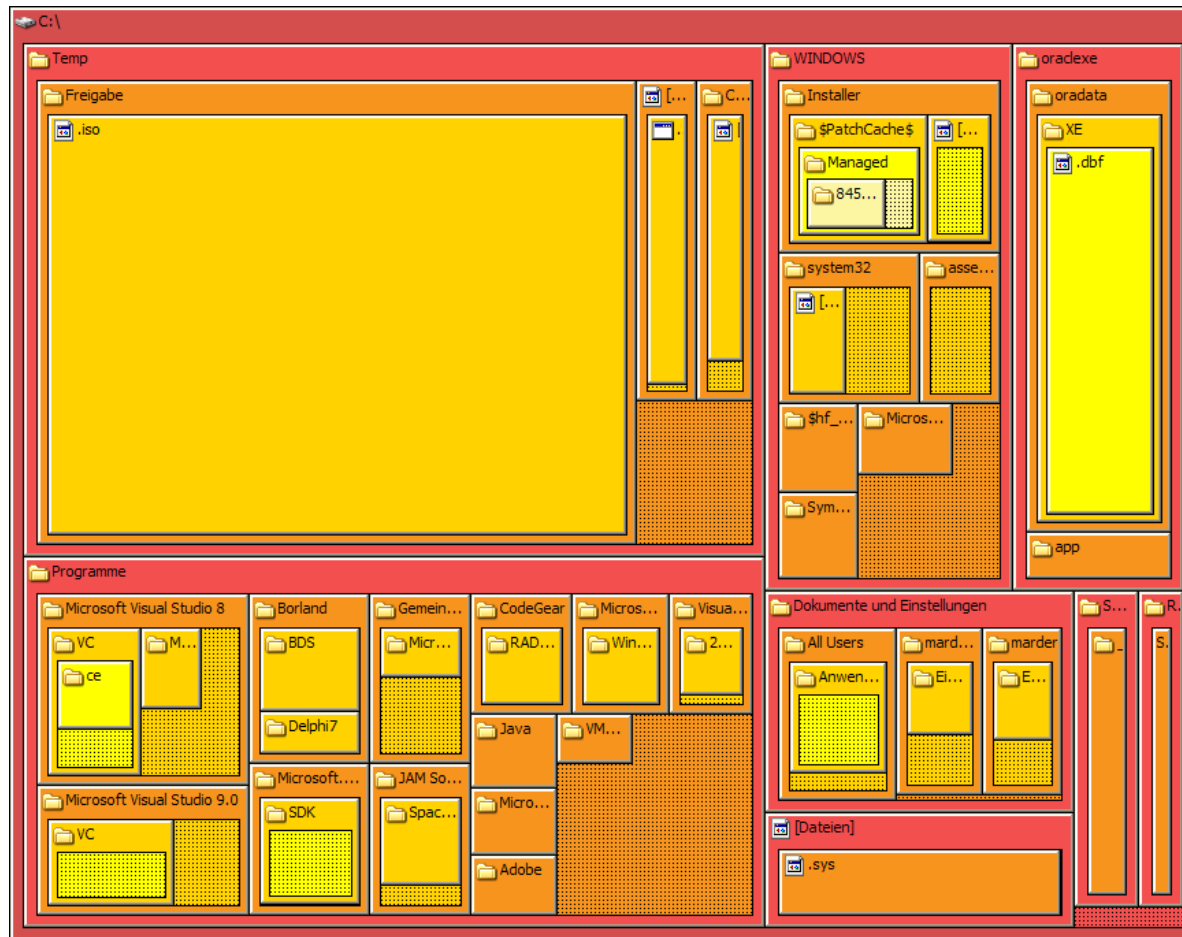 C:\
Temp
Freigabe
.iso
[...
.
C...
[
WINDOWS
Installer
$PatchCache$
[...
Managed
845...
system32
[...
asse...
$hf_...
Micros...
Sym...
oraclexe
oradata
XE
.dbf
app
Programme
Microsoft Visual Studio 8
VC
ce
M...
Borland
BDS
Delphi7
Gemein...
Micr...
CodeGear
RAD...
Micros...
Win...
Visua...
2...
Java
VM...
Micro...
Adobe
Microsoft....
SDK
JAM So...
Spac...
Microsoft Visual Studio 9.0
VC
Dokumente und Einstellungen
All Users
Anwen...
mard...
Ei...
marder
E...
[Dateien]
.sys
S...
_
R.
S.